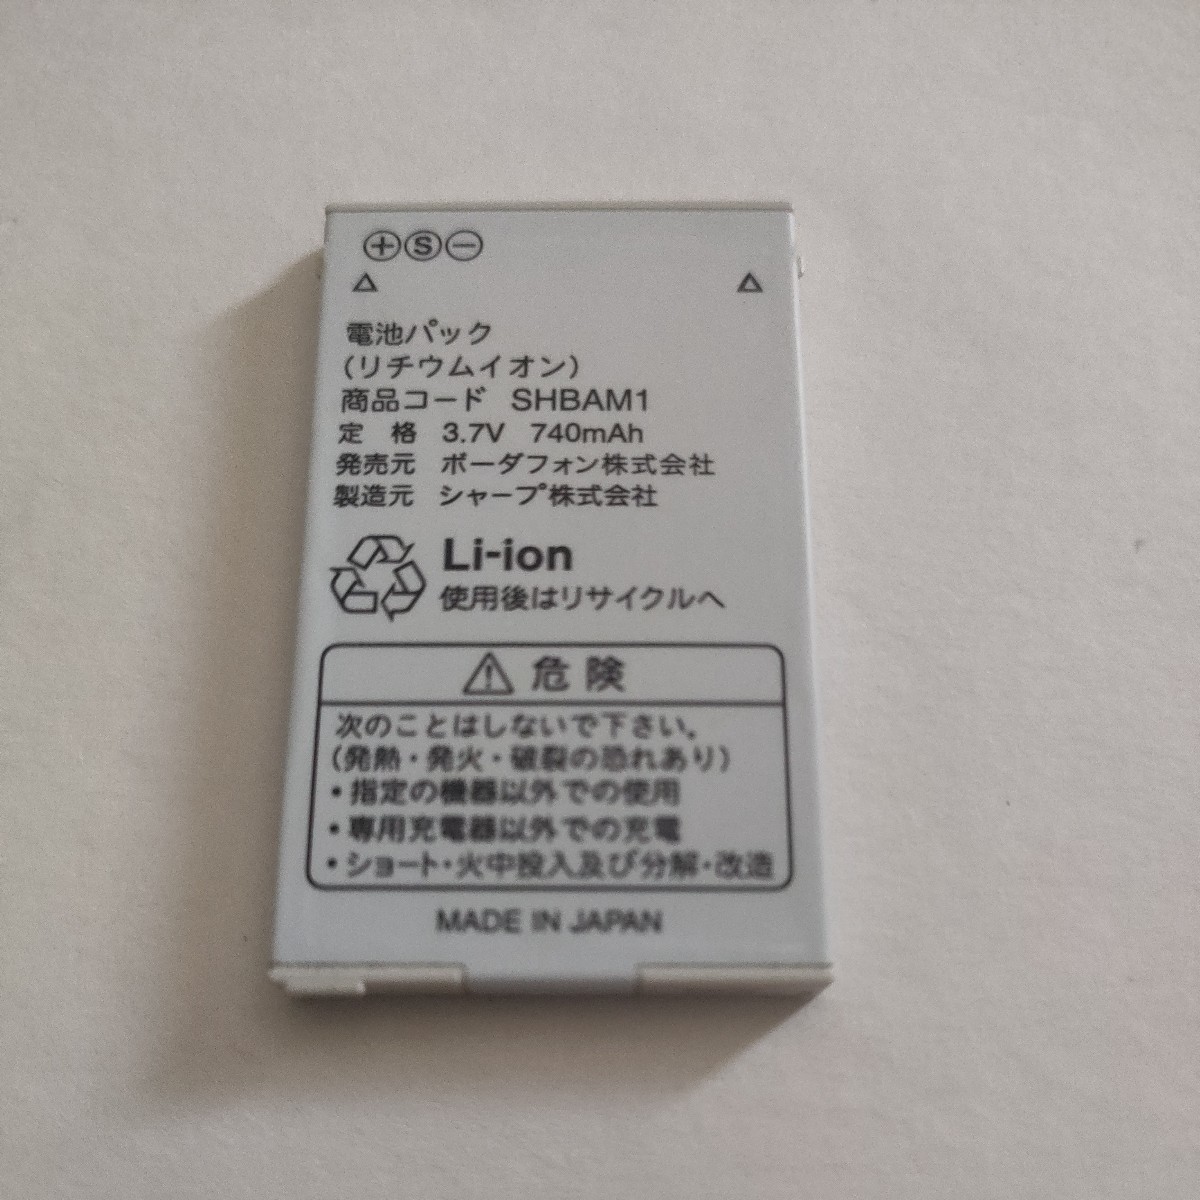 ⊕Ⓢ⊖
△ △
電池パック
(リチウムイオン)
商品コード SHBAM1
定 格 3.7V 740mAh
発売元 ボーダフォン株式会社
製造元 シャープ株式会社
Li-ion
使用後はリサイクルへ
危険
次のことはしないで下さい。
(発熱・発火・破裂の恐れあり)
・指定の機器以外での使用
・専用充電器以外での充電
・ショート・火中投入及び分解・改造
MADE IN JAPAN